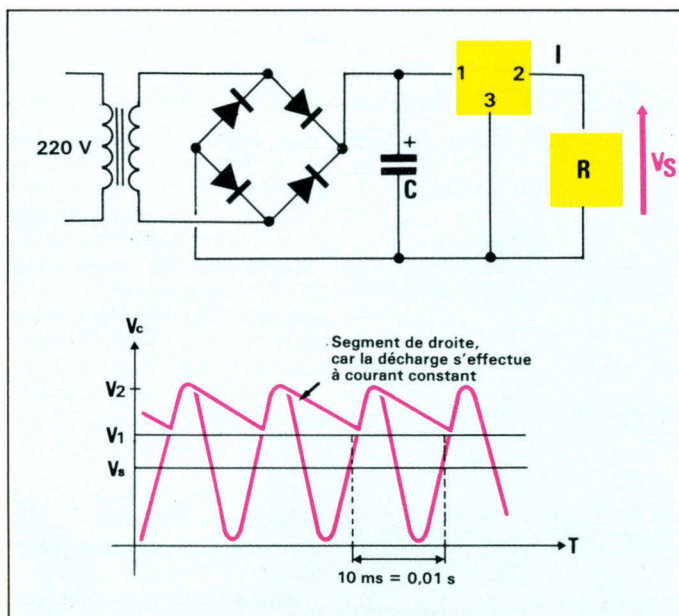 I
1 2
3
220 V
+
C
R
Vs
Vc
Segment de droite,
car la décharge s'effectue
à courant constant
V2
V1
Vs
T
10 ms = 0,01 s